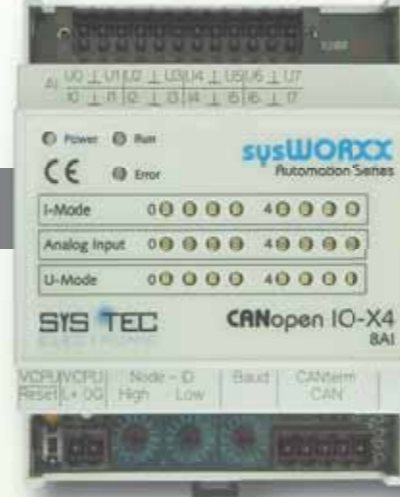 AI U0 ⊥ U1 U2 ⊥ U3 U4 ⊥ U5 U6 ⊥ U7
I0 ⊥ I1 I2 ⊥ I3 I4 ⊥ I5 I6 ⊥ I7
Power Run
sysWORXX
Automation Series
CE Error
I-Mode 0 4
Analog Input 0 4
U-Mode 0 4
SYS TEC
CANopen IO-X4
8AI
VCPU VCPU Node - ID Baud CANterm
Reset L+ 0G High Low CAN